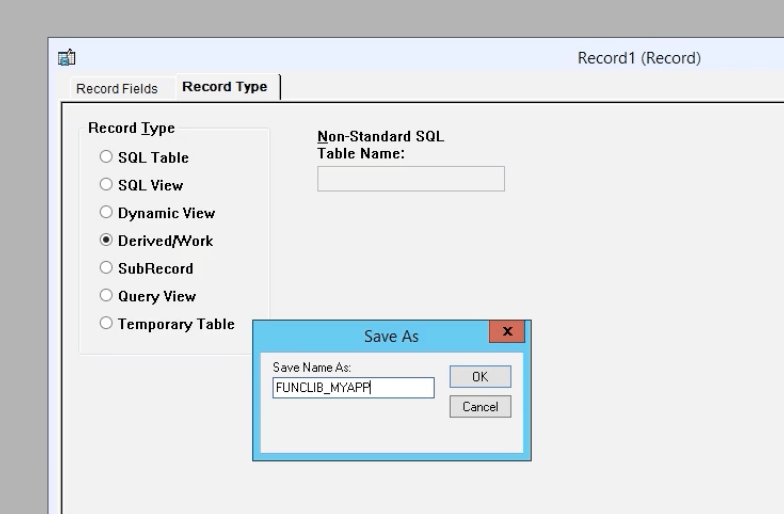 Record1 (Record)
Record Fields
Record Type
Record Type
Non-Standard SQL
Table Name:
SQL Table
SQL View
Dynamic View
Derived/Work
SubRecord
Query View
Temporary Table
Save As
x
Save Name As:
FUNCLIB_MYAPP
OK
Cancel